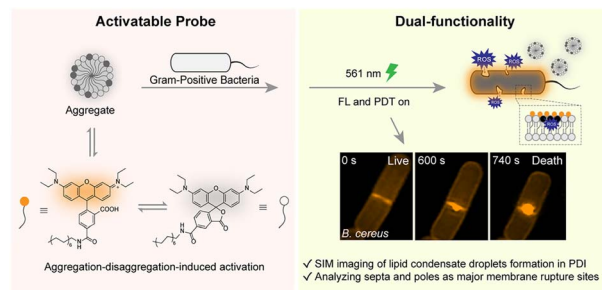 Activatable Probe
Gram-Positive Bacteria
Aggregate
N
O
N
COOH
N
H
O
6
≡
N
O
N
O
O
N
H
O
6
≡
Aggregation-disaggregation-induced activation
Dual-functionality
561 nm
FL and PDT on
ROS
ROS
ROS
ROS
0 s
Live
B. cereus
600 s
740 s
Death
✓ SIM imaging of lipid condensate droplets formation in PDI
✓ Analyzing septa and poles as major membrane rupture sites